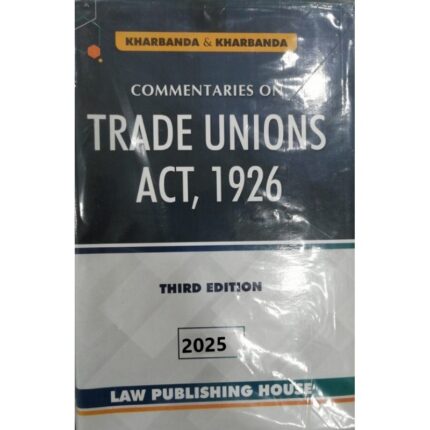 KHARBANDA & KHARBANDA
COMMENTARIES ON
TRADE UNIONS
ACT, 1926
THIRD EDITION
2025
LAW PUBLISHING HOUSE